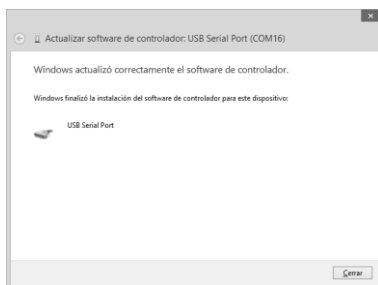 Actualizar software de controlador: USB Serial Port (COM16)
Windows actualizó correctamente el software de controlador.
Windows finalizó la instalación del software de controlador para este dispositivo:
USB Serial Port
Cerrar